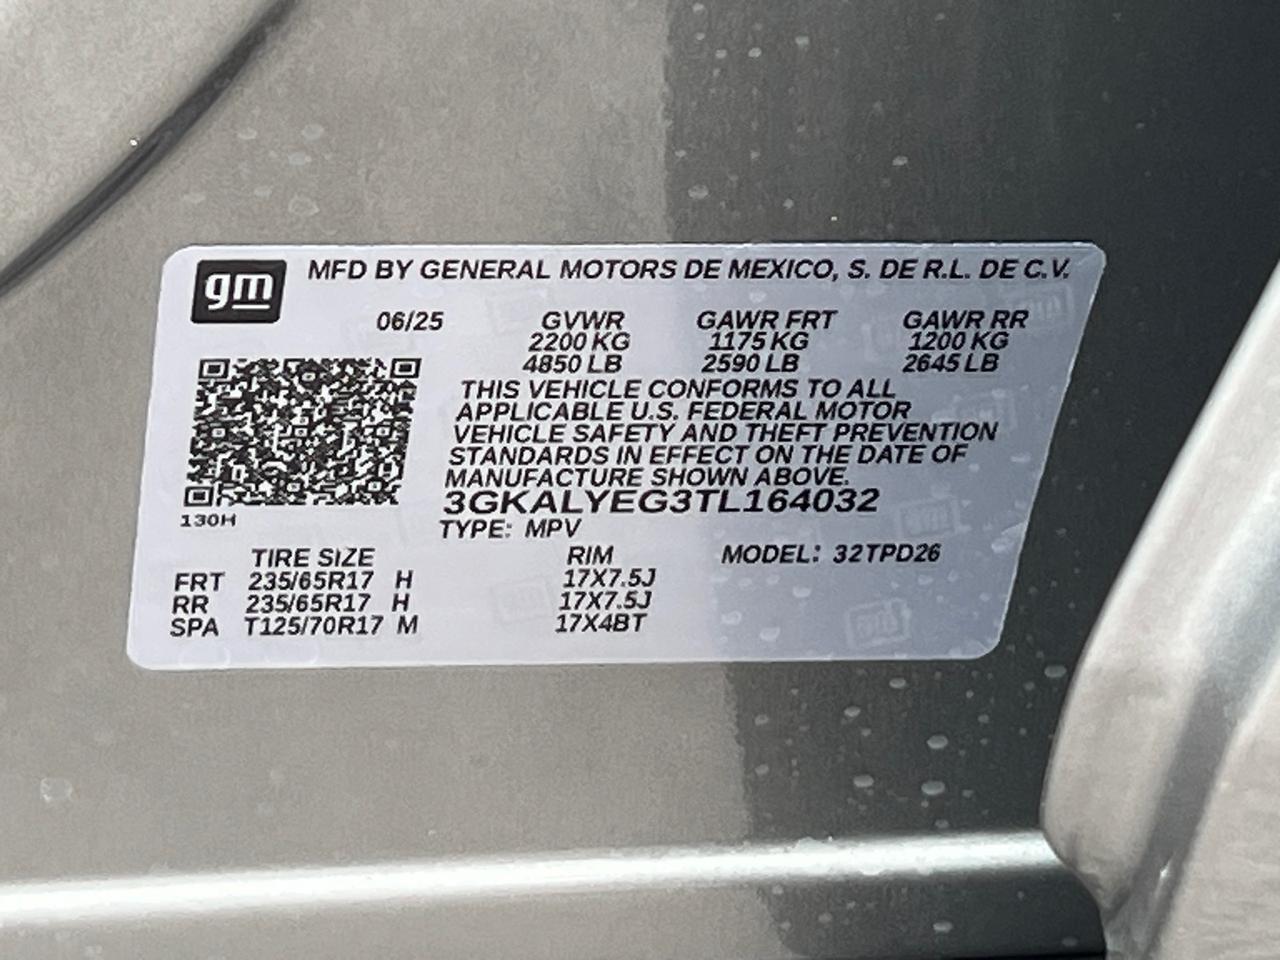 gm MFD BY GENERAL MOTORS DE MEXICO, S. DE R.L. DE C.V.
06/25 GVWR GAWR FRT GAWR RR
2200 KG 1175 KG 1200 KG
4850 LB 2590 LB 2645 LB
THIS VEHICLE CONFORMS TO ALL
APPLICABLE U.S. FEDERAL MOTOR
VEHICLE SAFETY AND THEFT PREVENTION
STANDARDS IN EFFECT ON THE DATE OF
MANUFACTURE SHOWN ABOVE.
3GKALYEG3TL164032
130H
TYPE: MPV
TIRE SIZE RIM MODEL: 32TPD26
FRT 235/65R17 H 17X7.5J
RR 235/65R17 H 17X7.5J
SPA T125/70R17 M 17X4BT